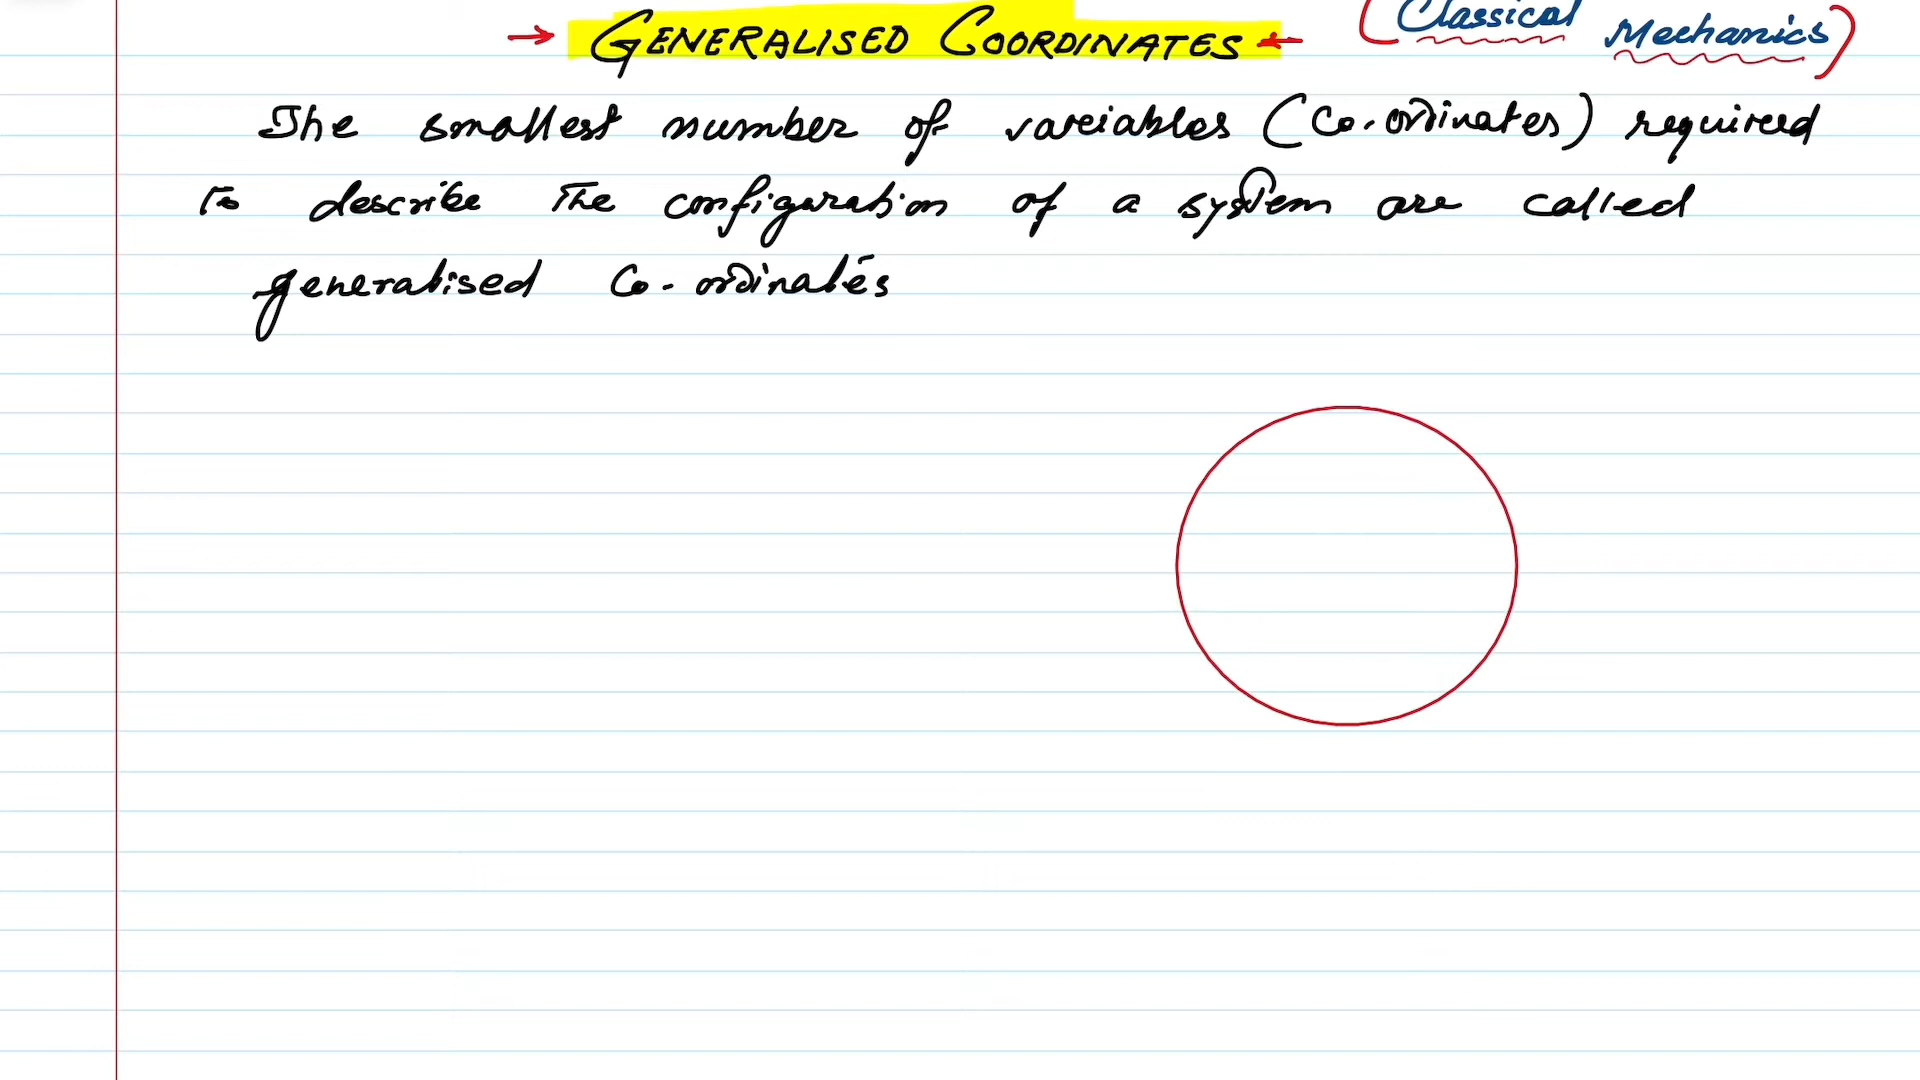 → GENERALISED COORDINATES ← (Classical Mechanics)
The smallest number of variables (Co-ordinates) required
to describe the configuration of a system are called
generalised Co-ordinates